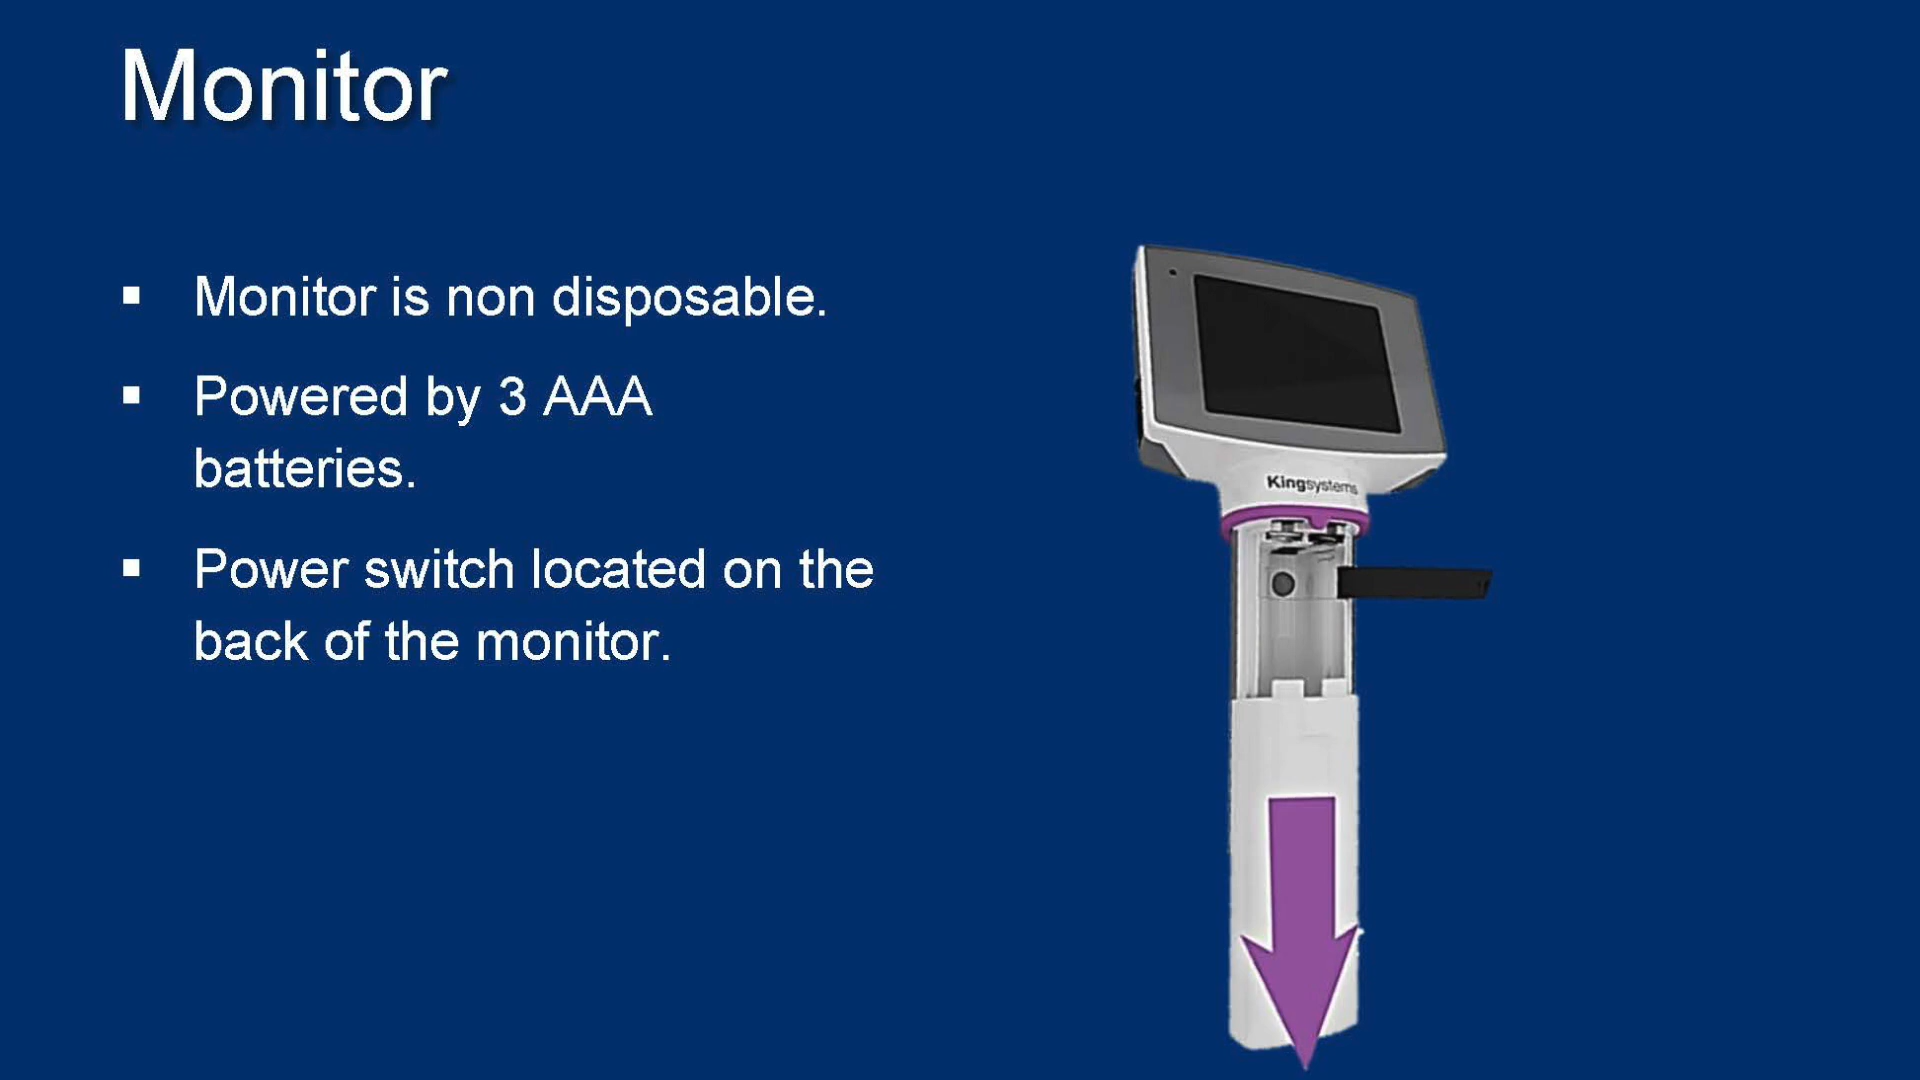 Monitor
▪ Monitor is non disposable.
▪ Powered by 3 AAA
batteries.
▪ Power switch located on the
back of the monitor.
Kingsystems